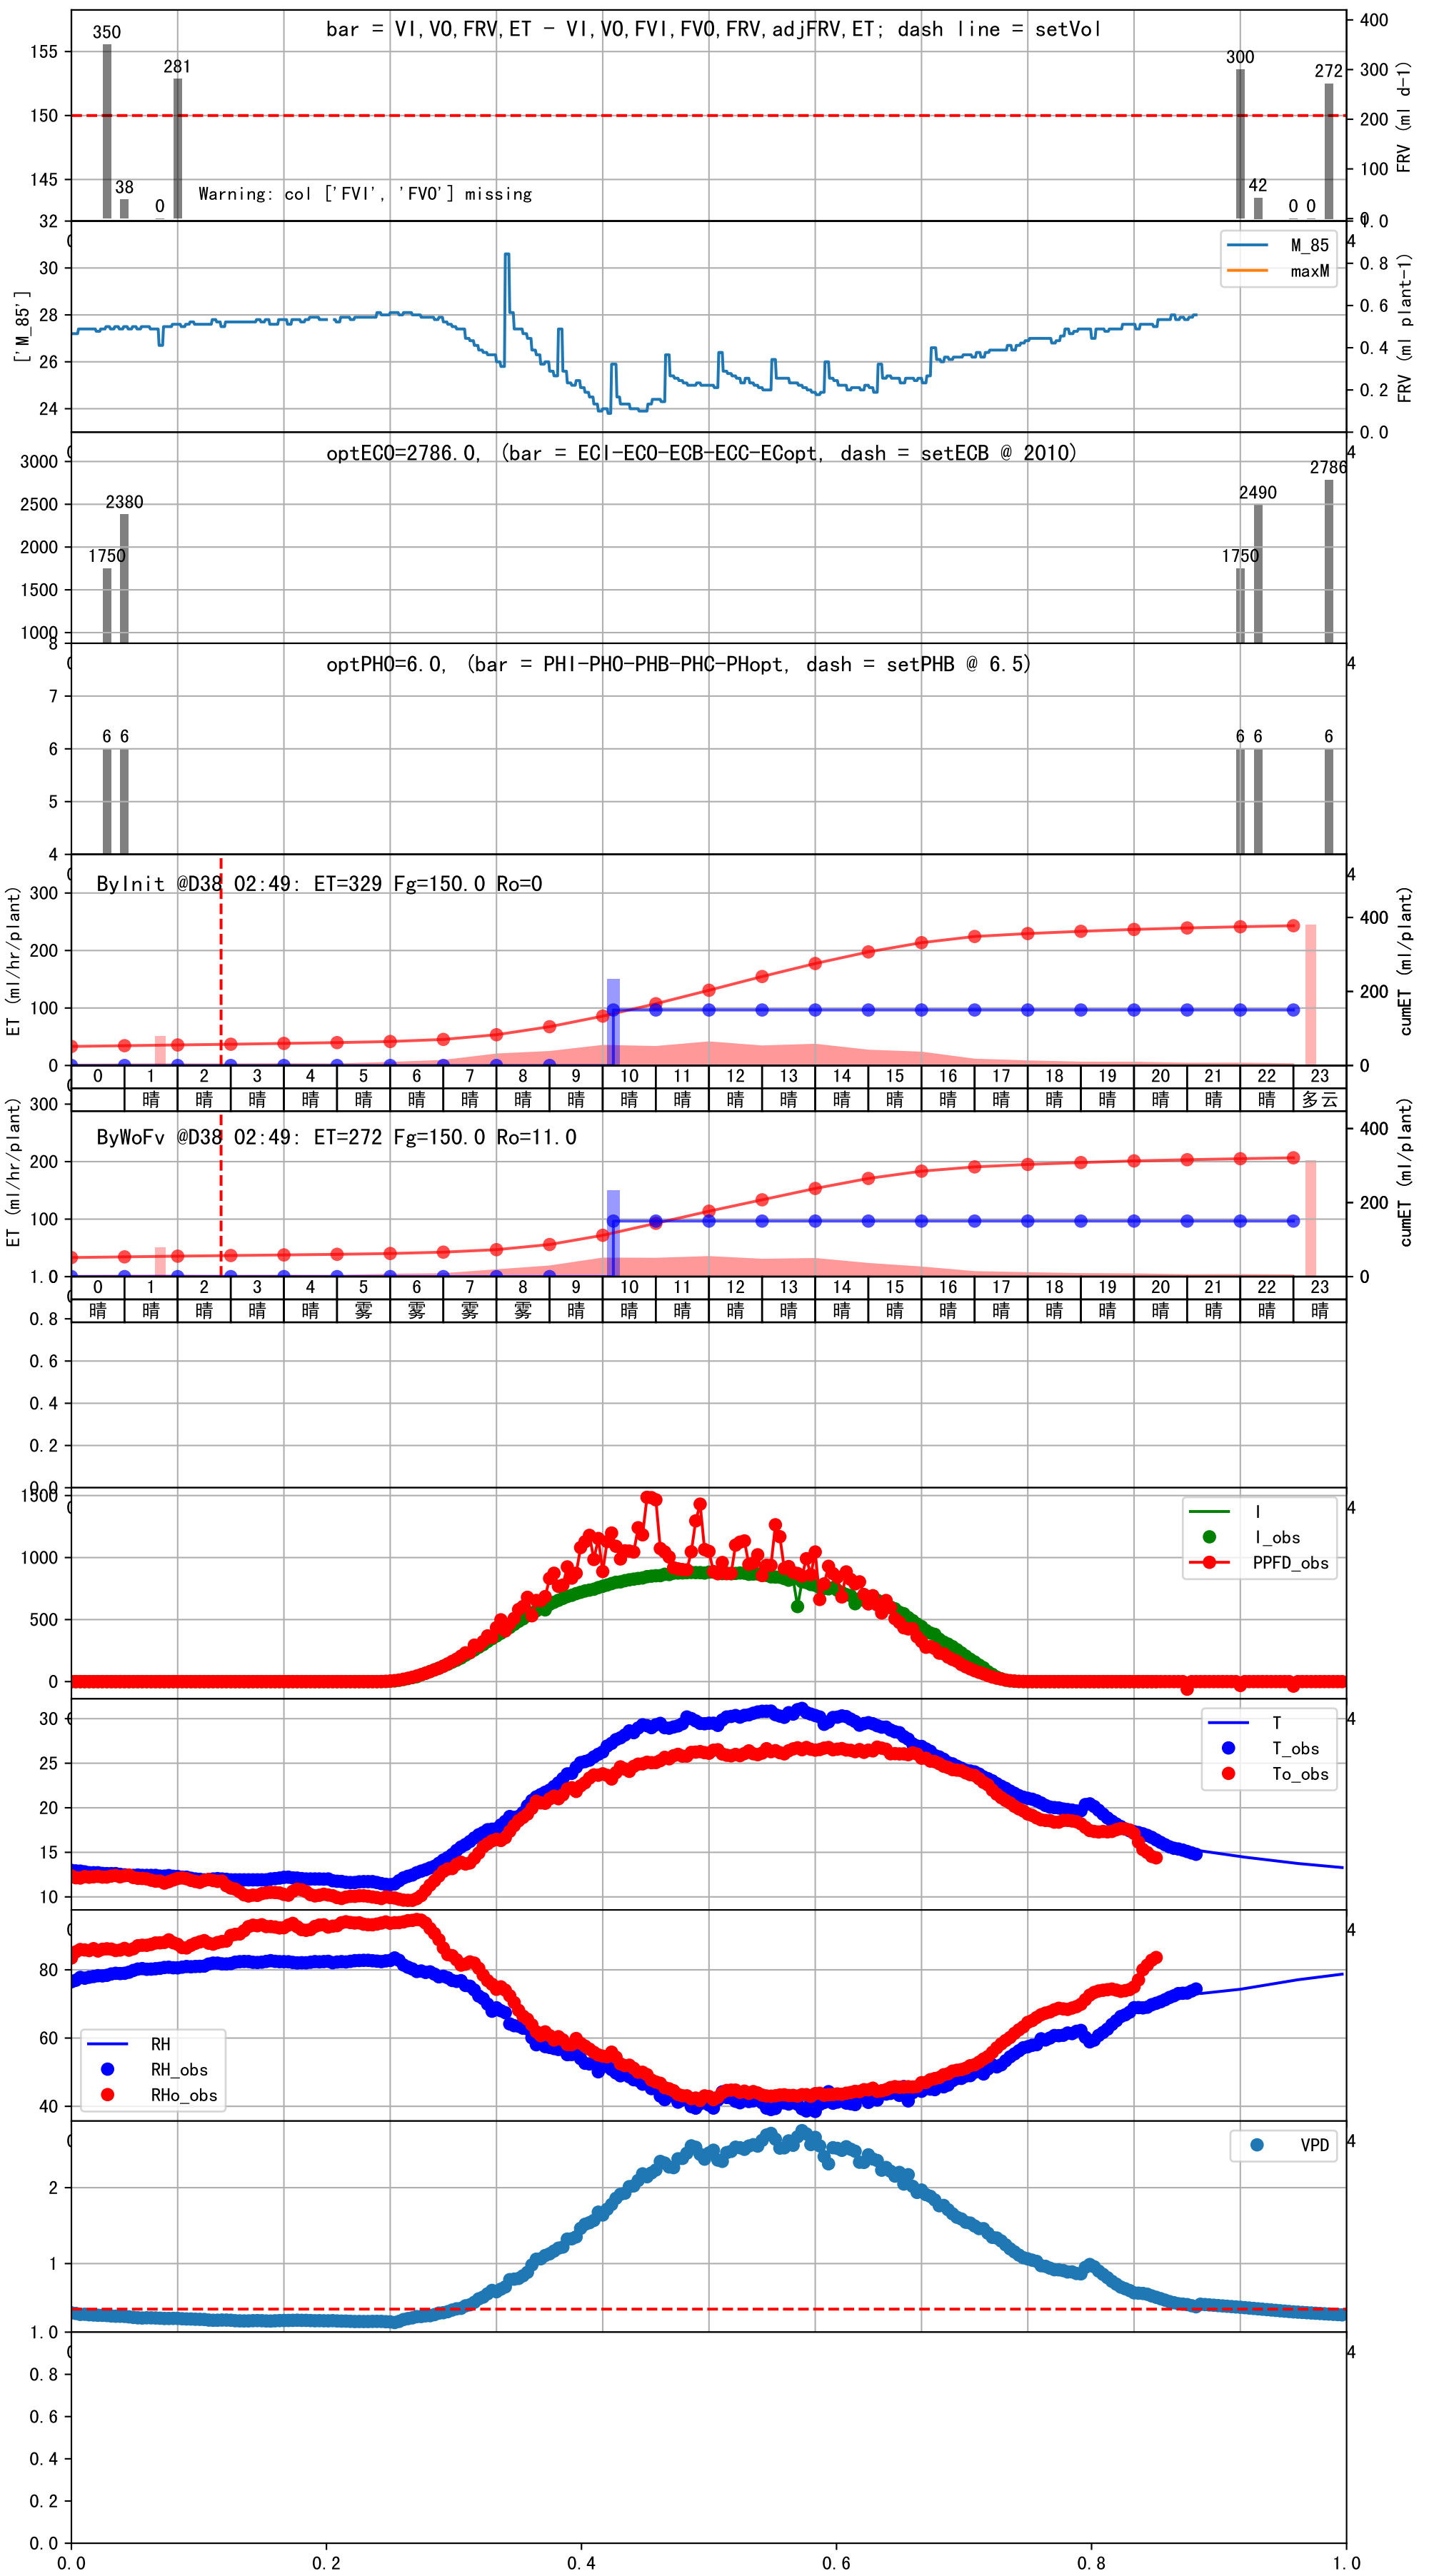 bar = VI,VO,FRV,ET - VI,VO,FVI,FVO,FRV,adjFRV,ET; dash line = setVol
350
38
0
281
300
42
0
0
272
Warning: col ['FVI', 'FVO'] missing
155
150
145
400
300
200
100
FRV (ml d-1)
M_85
maxM
['M_85']
32
30
28
26
24
1.0
0.8
0.6
0.4
0.2
0.0
FRV (ml plant-1)
optECO=2786.0, (bar = ECI-ECO-ECB-ECC-ECopt, dash = setECB @ 2010)
3000
2500
2000
1500
1000
1750
2380
1750
2490
2786
optPHO=6.0, (bar = PHI-PHO-PHB-PHC-PHopt, dash = setPHB @ 6.5)
8
7
6
5
4
6 6
6 6
6
ByInit @D38 02:49: ET=329 Fg=150.0 Ro=0
ET (ml/hr/plant)
300
200
100
0
400
200
0
cumET (ml/plant)
0 1 2 3 4 5 6 7 8 9 10 11 12 13 14 15 16 17 18 19 20 21 22 23
晴 晴 晴 晴 晴 晴 晴 晴 晴 晴 晴 晴 晴 晴 晴 晴 晴 晴 晴 晴 晴 晴 多云
ByWoFv @D38 02:49: ET=272 Fg=150.0 Ro=11.0
ET (ml/hr/plant)
300
200
100
400
200
0
cumET (ml/plant)
0 1 2 3 4 5 6 7 8 9 10 11 12 13 14 15 16 17 18 19 20 21 22 23
晴 晴 晴 晴 晴 雾 雾 雾 雾 晴 晴 晴 晴 晴 晴 晴 晴 晴 晴 晴 晴 晴 晴 晴
1.0
0.8
0.6
0.4
0.2
I
I_obs
PPFD_obs
1500
1000
500
0
T
T_obs
To_obs
30
25
20
15
10
RH
RH_obs
RHo_obs
80
60
40
VPD
2
1
1.0
0.8
0.6
0.4
0.2
0.0
0.0 0.2 0.4 0.6 0.8 1.0